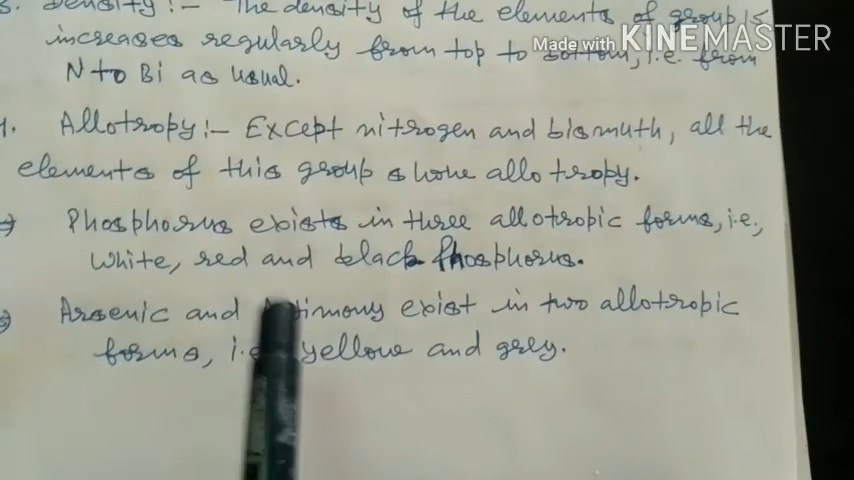 3. Density :- The density of the elements of group 15
increases regularly from top to bottom, i.e. from
N to Bi as usual.
Made with KINEMASTER
4. Allotropy :- Except nitrogen and bismuth, all the
elements of this group show allotropy.
⇒ Phosphorus exists in three allotropic forms, i.e.,
White, red and black Phosphorus.
⇒ Arsenic and timony exist in two allotropic
forms, i.e yellow and grey.